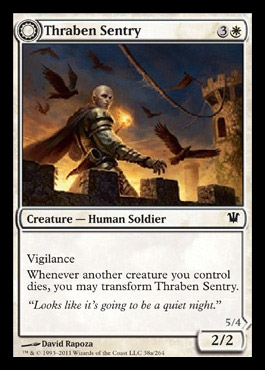 Thraben Sentry 3
Creature — Human Soldier
Vigilance
Whenever another creature you control
dies, you may transform Thraben Sentry.
“Looks like it’s going to be a quiet night.”
5/4
David Rapoza
™ & © 1993–2011 Wizards of the Coast LLC 38a/264
2/2